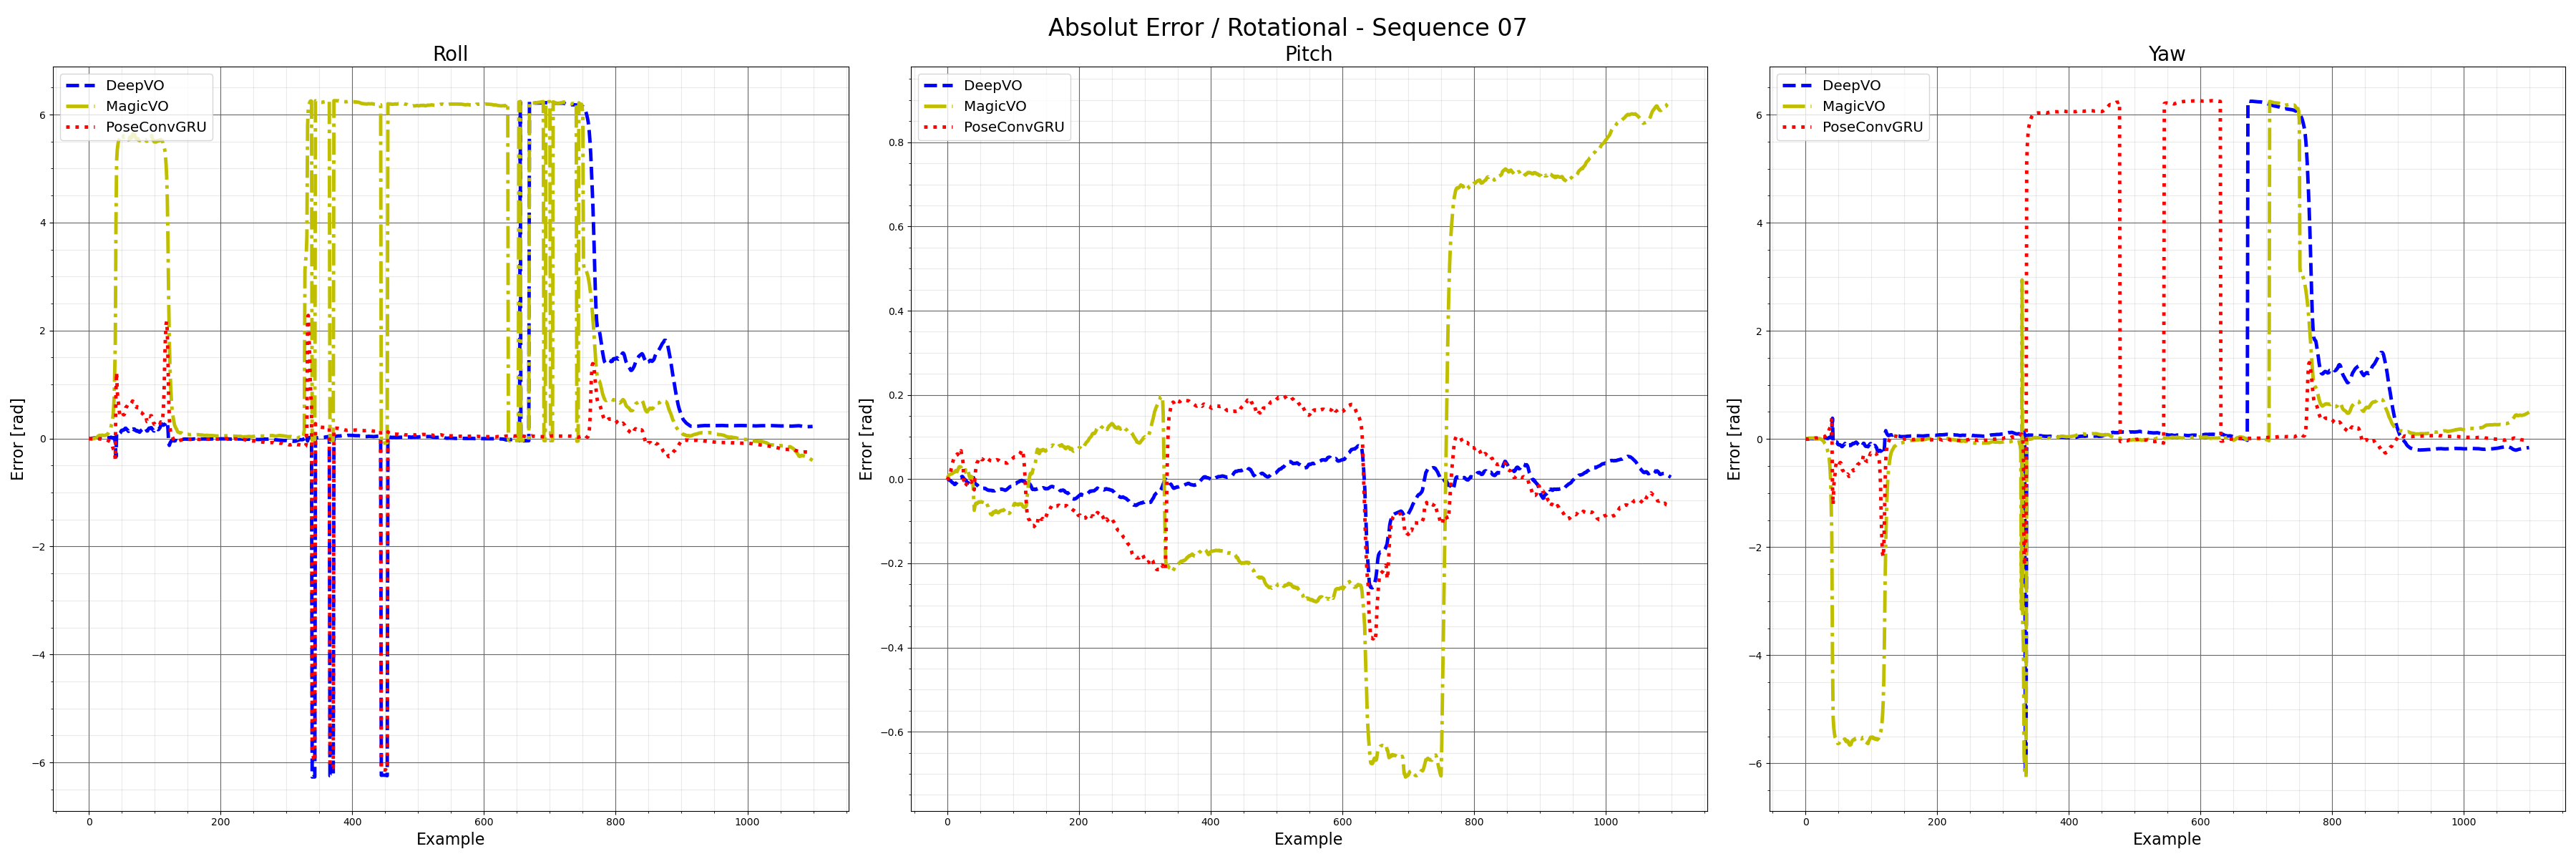 Absolut Error / Rotational - Sequence 07
Roll
DeepVO
MagicVO
PoseConvGRU
6
4
2
0
−2
−4
−6
Error [rad]
0 200 400 600 800 1000
Example
Pitch
DeepVO
MagicVO
PoseConvGRU
0.8
0.6
0.4
0.2
0.0
−0.2
−0.4
−0.6
Error [rad]
0 200 400 600 800 1000
Example
Yaw
DeepVO
MagicVO
PoseConvGRU
6
4
2
0
−2
−4
−6
Error [rad]
0 200 400 600 800 1000
Example